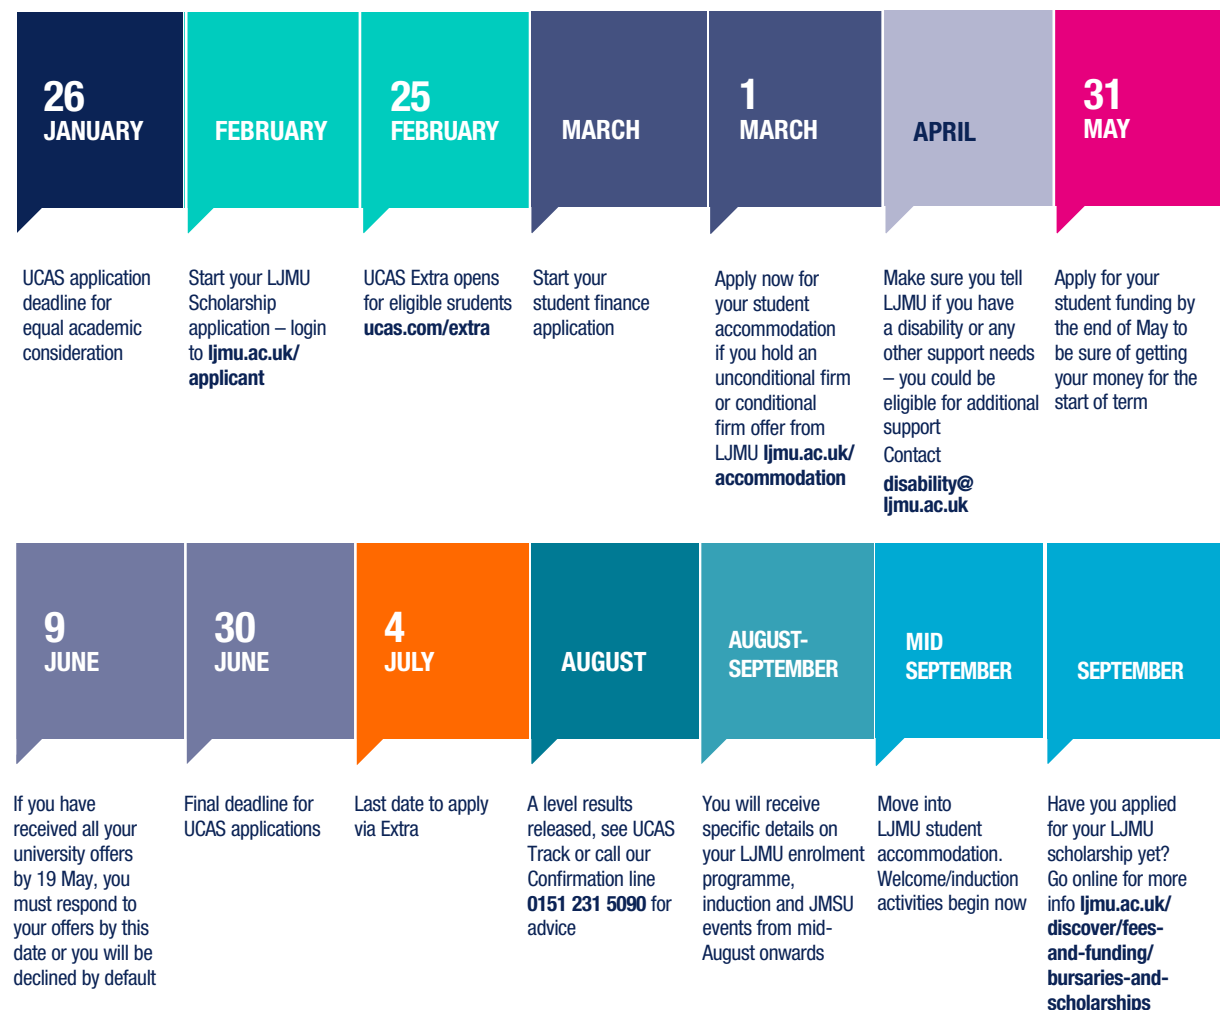 26
JANUARY
UCAS application
deadline for
equal academic
consideration
FEBRUARY
Start your LJMU
Scholarship
application – login
to ljmu.ac.uk/
applicant
25
FEBRUARY
UCAS Extra opens
for eligible srudents
ucas.com/extra
MARCH
Start your
student finance
application
1
MARCH
Apply now for
your student
accommodation
if you hold an
unconditional firm
or conditional
firm offer from
LJMU ljmu.ac.uk/
accommodation
APRIL
Make sure you tell
LJMU if you have
a disability or any
other support needs
– you could be
eligible for additional
support
Contact
disability@
ljmu.ac.uk
31
MAY
Apply for your
student funding by
the end of May to
be sure of getting
your money for the
start of term
9
JUNE
If you have
received all your
university offers
by 19 May, you
must respond to
your offers by this
date or you will be
declined by default
30
JUNE
Final deadline for
UCAS applications
4
JULY
Last date to apply
via Extra
AUGUST
A level results
released, see UCAS
Track or call our
Confirmation line
0151 231 5090 for
advice
AUGUST-
SEPTEMBER
You will receive
specific details on
your LJMU enrolment
programme,
induction and JMSU
events from mid-
August onwards
MID
SEPTEMBER
Move into
LJMU student
accommodation.
Welcome/induction
activities begin now
SEPTEMBER
Have you applied
for your LJMU
scholarship yet?
Go online for more
info ljmu.ac.uk/
discover/fees-
and-funding/
bursaries-and-
scholarships